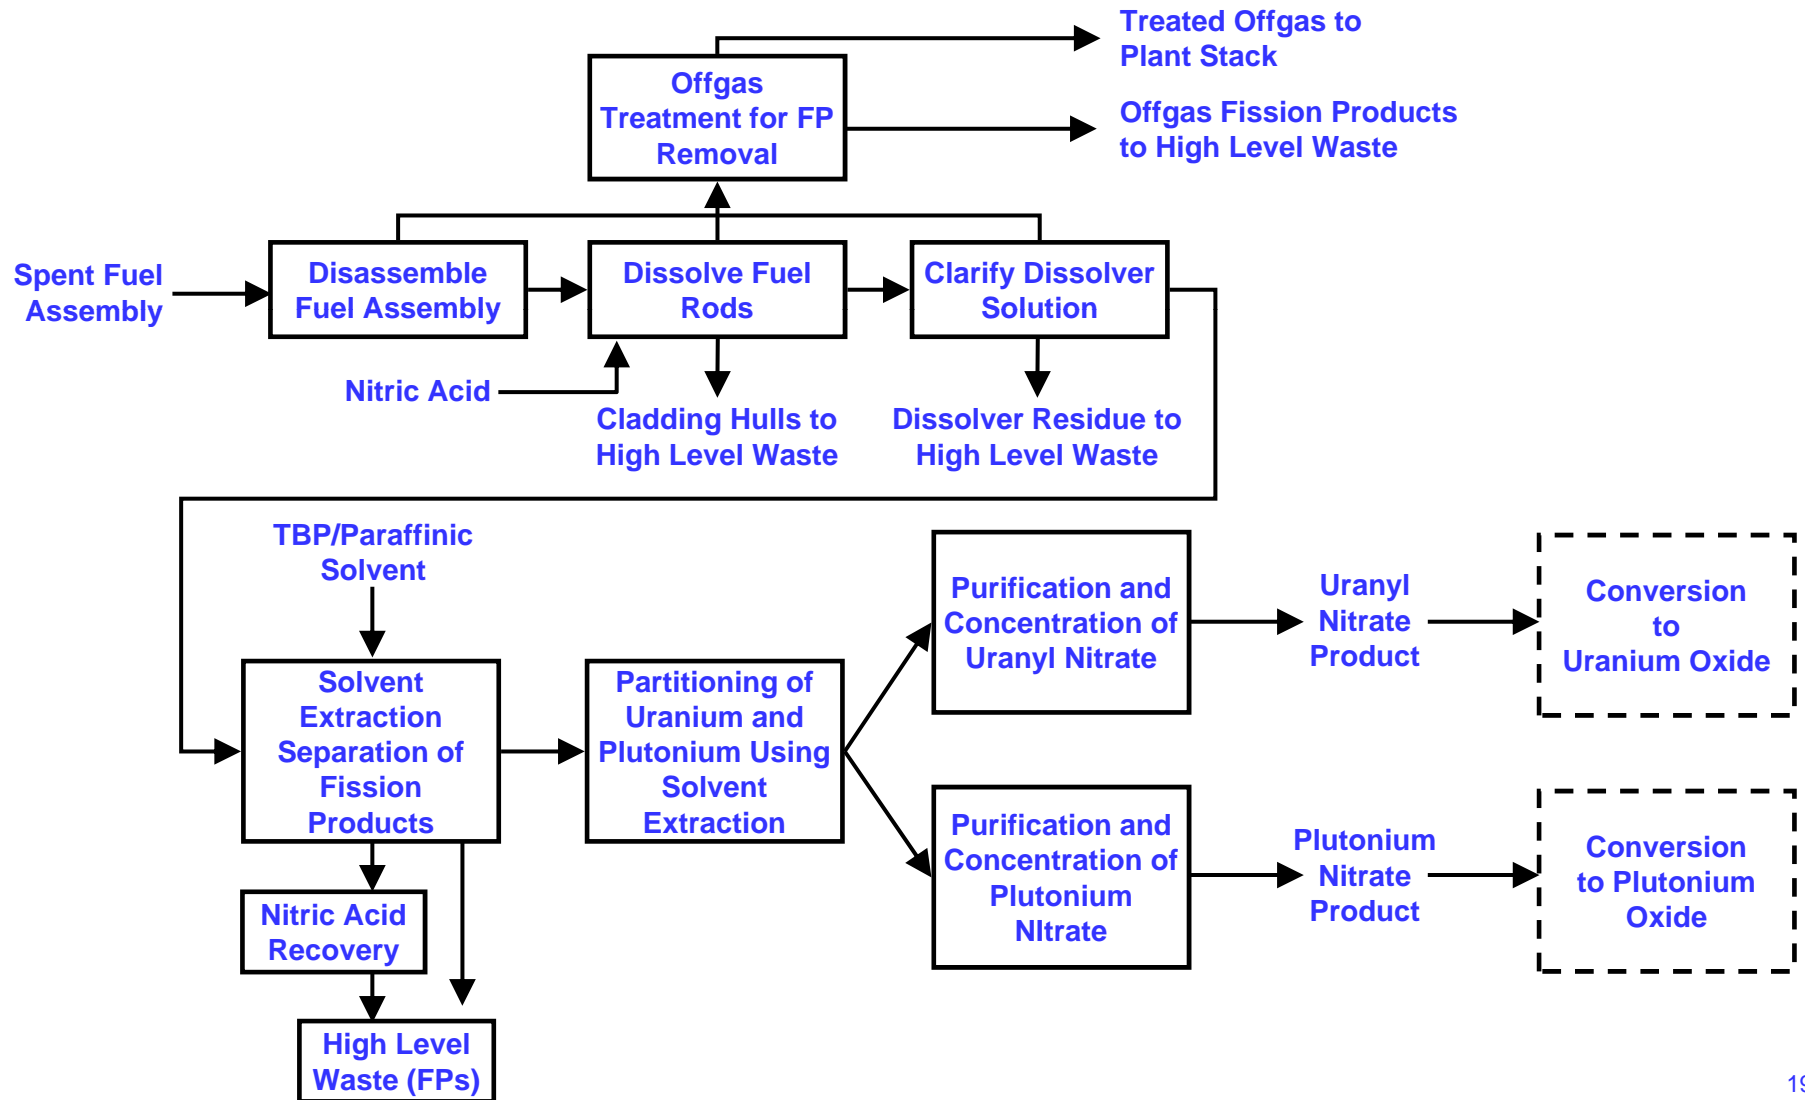 Treated Offgas to
Plant Stack
Offgas
Treatment for FP
Removal
Offgas Fission Products
to High Level Waste
Spent Fuel
Assembly
Disassemble
Fuel Assembly
Dissolve Fuel
Rods
Clarify Dissolver
Solution
Nitric Acid
Cladding Hulls to
High Level Waste
Dissolver Residue to
High Level Waste
TBP/Paraffinic
Solvent
Solvent
Extraction
Separation of
Fission
Products
Partitioning of
Uranium and
Plutonium Using
Solvent
Extraction
Purification and
Concentration of
Uranyl Nitrate
Uranyl
Nitrate
Product
Conversion
to
Uranium Oxide
Purification and
Concentration of
Plutonium
NItrate
Plutonium
Nitrate
Product
Conversion
to Plutonium
Oxide
Nitric Acid
Recovery
High Level
Waste (FPs)
19